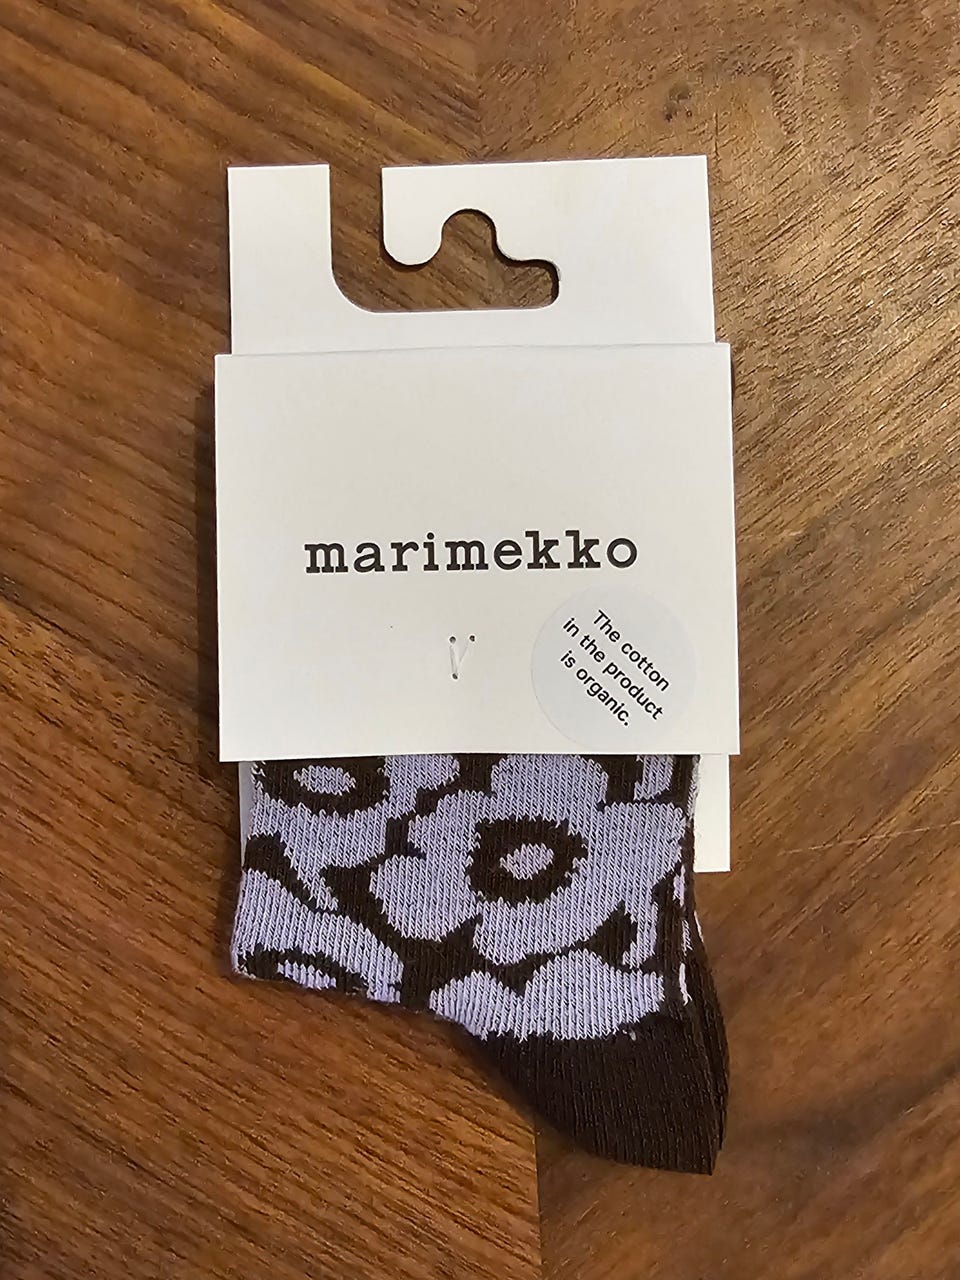 marimekko
The cotton
in the product
is organic.